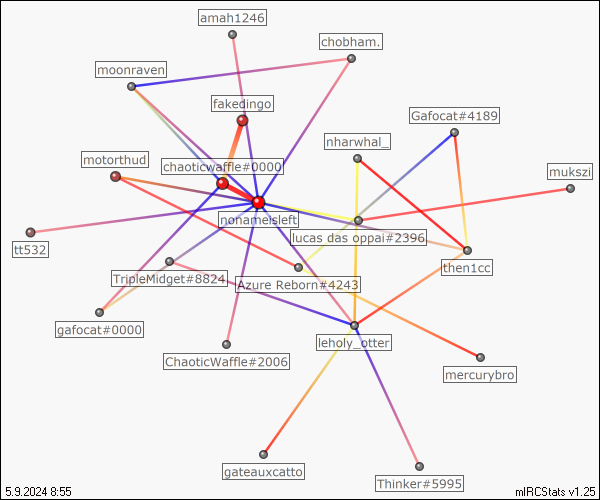 amah1246
chobham.
moonraven
fakedingo
Gafocat#4189
nharwhal_
motorthud
chaoticwaffle#0000
mukszi
nonameisleft
lucas das oppai#2396
tt532
then1cc
TripleMidget#8824
Azure Reborn#4243
gafocat#0000
leholy_otter
ChaoticWaffle#2006
mercurybro
gateauxcatto
Thinker#5995
5.9.2024 8:55
mIRCStats v1.25